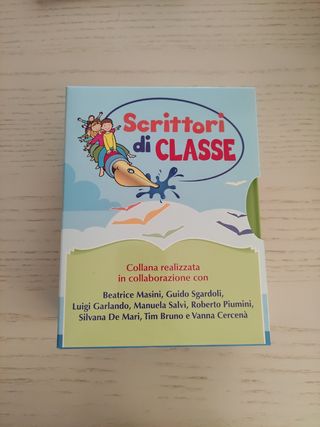 Scrittori
di CLASSE
Collana realizzata
in collaborazione con
Beatrice Masini, Guido Sgardoli,
Luigi Garlando, Manuela Salvi, Roberto Piumini,
Silvana De Mari, Tim Bruno e Vanna Cercenà